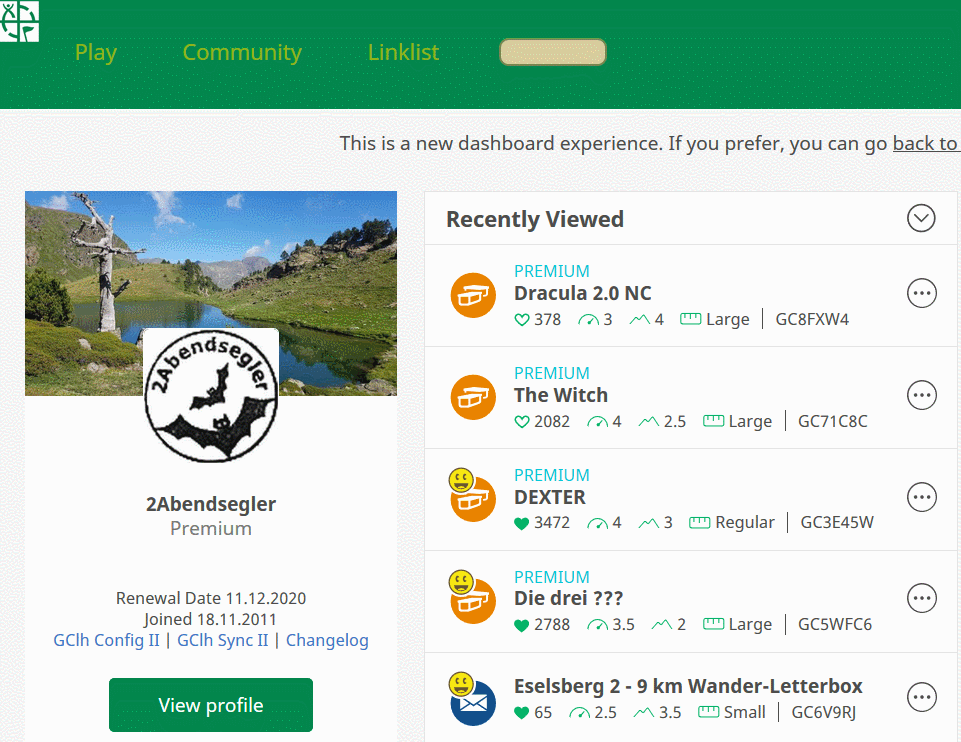 Play Community Linklist
This is a new dashboard experience. If you prefer, you can go back to
2Abendsegler
2Abendsegler
Premium
Renewal Date 11.12.2020
Joined 18.11.2011
GClh Config II | GClh Sync II | Changelog
View profile
Recently Viewed
PREMIUM
Dracula 2.0 NC
378 3 4 Large GC8FXW4
PREMIUM
The Witch
2082 4 2.5 Large GC71C8C
PREMIUM
DEXTER
3472 4 3 Regular GC3E45W
PREMIUM
Die drei ???
2788 3.5 2 Large GC5WFC6
Eselsberg 2 - 9 km Wander-Letterbox
65 2.5 3.5 Small GC6V9RJ